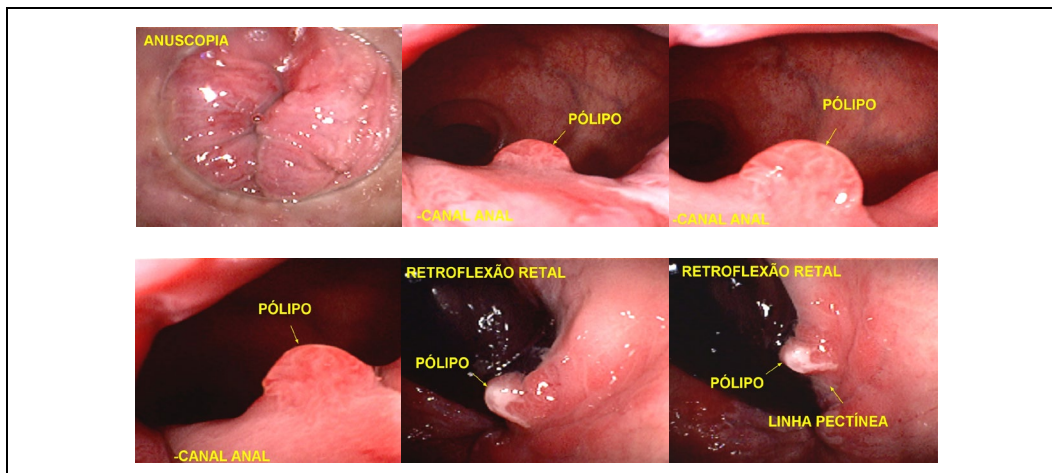 ANUSCOPIA
PÓLIPO
-CANAL ANAL
PÓLIPO
-CANAL ANAL
PÓLIPO
-CANAL ANAL
RETROFLEXÃO RETAL
PÓLIPO
RETROFLEXÃO RETAL
PÓLIPO
LINHA PECTÍNEA